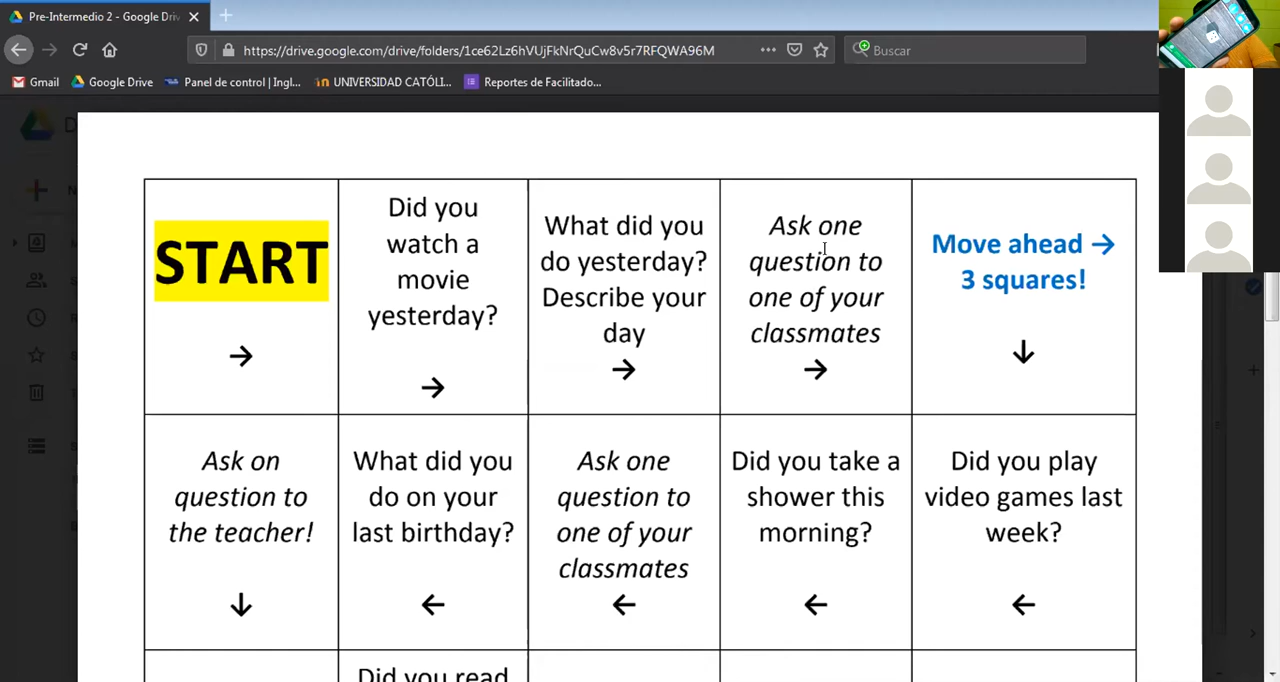 Pre-Intermedio 2 - Google Driv
https://drive.google.com/drive/folders/1ce62Lz6hVUjFkNrQuCw8v5r7RFQWA96M
Buscar
Gmail
Google Drive
Panel de control | Ingl...
UNIVERSIDAD CATÓLI...
Reportes de Facilitado...
START
→
Did you
watch a
movie
yesterday?
→
What did you
do yesterday?
Describe your
day
→
Ask one
question to
one of your
classmates
→
Move ahead →
3 squares!
↓
Ask on
question to
the teacher!
↓
What did you
do on your
last birthday?
←
Ask one
question to
one of your
classmates
←
Did you take a
shower this
morning?
←
Did you play
video games last
week?
←
Did you read